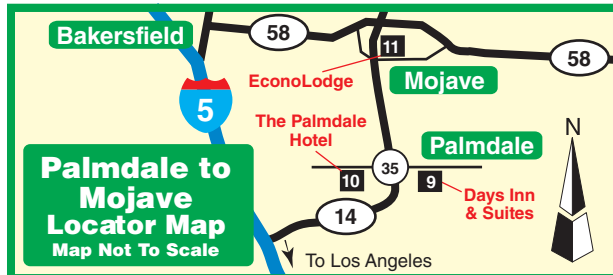 Bakersfield
58
11
58
EconoLodge
Mojave
5
The Palmdale
Hotel
Palmdale
N
35
10
9
Days Inn
& Suites
Palmdale to
Mojave
Locator Map
Map Not To Scale
14
To Los Angeles